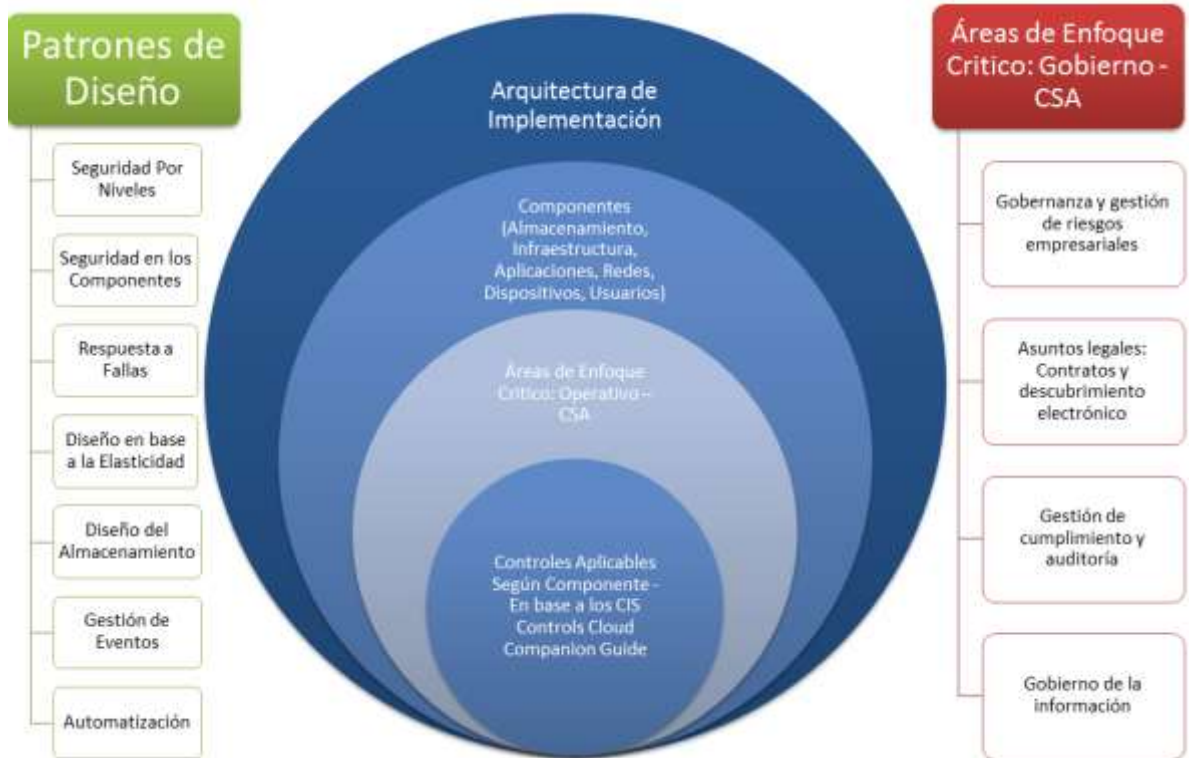 Patrones de
Diseño
Seguridad Por
Niveles
Seguridad en los
Componentes
Respuesta a
Fallas
Diseño en base
a la Elasticidad
Diseño del
Almacenamiento
Gestión de
Eventos
Automatización
Arquitectura de
Implementación
Componentes
(Almacenamiento,
Infraestructura,
Aplicaciones, Redes,
Dispositivos, Usuarios)
Áreas de Enfoque
Critico: Operativo –
CSA
Controles Aplicables
Según Componente -
En base a los CIS
Controls Cloud
Companion Guide
Áreas de Enfoque
Critico: Gobierno -
CSA
Gobernanza y gestión
de riesgos
empresariales
Asuntos legales:
Contratos y
descubrimiento
electrónico
Gestión de
cumplimiento y
auditoría
Gobierno de la
información